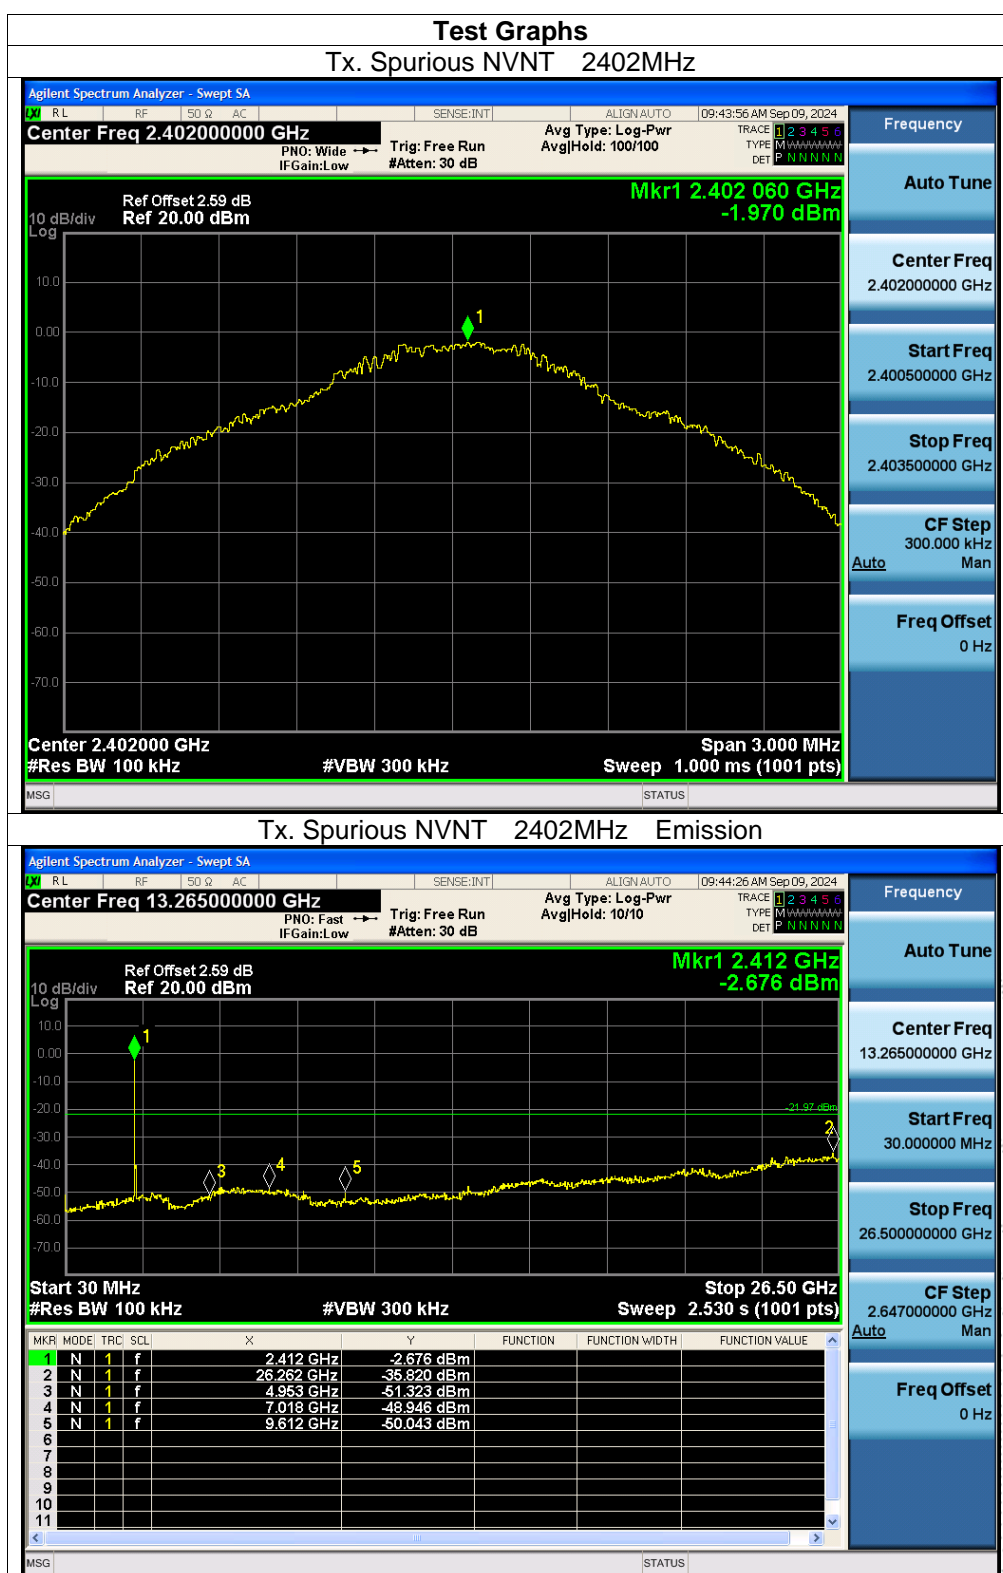 Test Graphs
Tx. Spurious NVNT 2402MHz
Agilent Spectrum Analyzer - Swept SA
LXI RL RF 50 Ω AC SENSE:INT ALIGN AUTO 09:43:56 AM Sep 09, 2024
Center Freq 2.402000000 GHz
PNO: Wide
IFGain:Low
Trig: Free Run
#Atten: 30 dB
Avg Type: Log-Pwr
Avg|Hold: 100/100
TRACE 1 2 3 4 5 6
TYPE M WWWWW
DET P N N N N N
Frequency
Auto Tune
Center Freq
2.402000000 GHz
Start Freq
2.400500000 GHz
Stop Freq
2.403500000 GHz
CF Step
300.000 kHz
Auto Man
Freq Offset
0 Hz
Mkr1 2.402 060 GHz
-1.970 dBm
Ref Offset 2.59 dB
10 dB/div Ref 20.00 dBm
Log
10.0
0.00
-10.0
-20.0
-30.0
-40.0
-50.0
-60.0
-70.0
1
Center 2.402000 GHz Span 3.000 MHz
#Res BW 100 kHz #VBW 300 kHz Sweep 1.000 ms (1001 pts)
MSG STATUS
Tx. Spurious NVNT 2402MHz Emission
Agilent Spectrum Analyzer - Swept SA
LXI RL RF 50 Ω AC SENSE:INT ALIGN AUTO 09:44:26 AM Sep 09, 2024
Center Freq 13.265000000 GHz
PNO: Fast
IFGain:Low
Trig: Free Run
#Atten: 30 dB
Avg Type: Log-Pwr
Avg|Hold: 10/10
TRACE 1 2 3 4 5 6
TYPE M WWWWW
DET P N N N N N
Frequency
Auto Tune
Center Freq
13.265000000 GHz
Start Freq
30.000000 MHz
Stop Freq
26.500000000 GHz
CF Step
2.647000000 GHz
Auto Man
Freq Offset
0 Hz
Mkr1 2.412 GHz
-2.676 dBm
Ref Offset 2.59 dB
10 dB/div Ref 20.00 dBm
Log
10.0
0.00
-10.0
-20.0
-30.0
-40.0
-50.0
-60.0
-70.0
1
-21.97 dBm
2
3
4
5
Start 30 MHz Stop 26.50 GHz
#Res BW 100 kHz #VBW 300 kHz Sweep 2.530 s (1001 pts)
MKR MODE TRC SCL X Y FUNCTION FUNCTION WIDTH FUNCTION VALUE
1 N 1 f 2.412 GHz -2.676 dBm
2 N 1 f 26.262 GHz -35.820 dBm
3 N 1 f 4.953 GHz -51.323 dBm
4 N 1 f 7.018 GHz -48.946 dBm
5 N 1 f 9.612 GHz -50.043 dBm
6
7
8
9
10
11
MSG STATUS